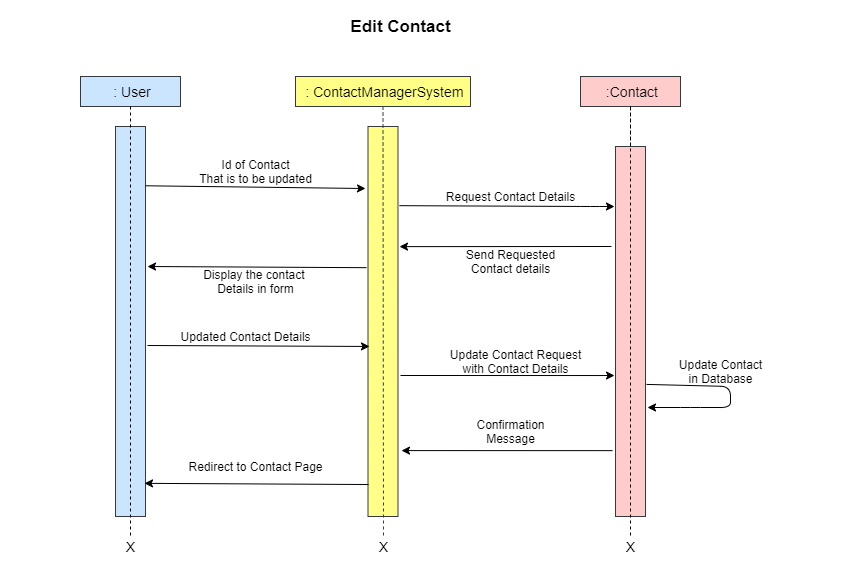 Edit Contact
: User
: ContactManagerSystem
:Contact
Id of Contact
That is to be updated
Request Contact Details
Send Requested
Contact details
Display the contact
Details in form
Updated Contact Details
Update Contact Request
with Contact Details
Update Contact
in Database
Confirmation
Message
Redirect to Contact Page
X
X
X